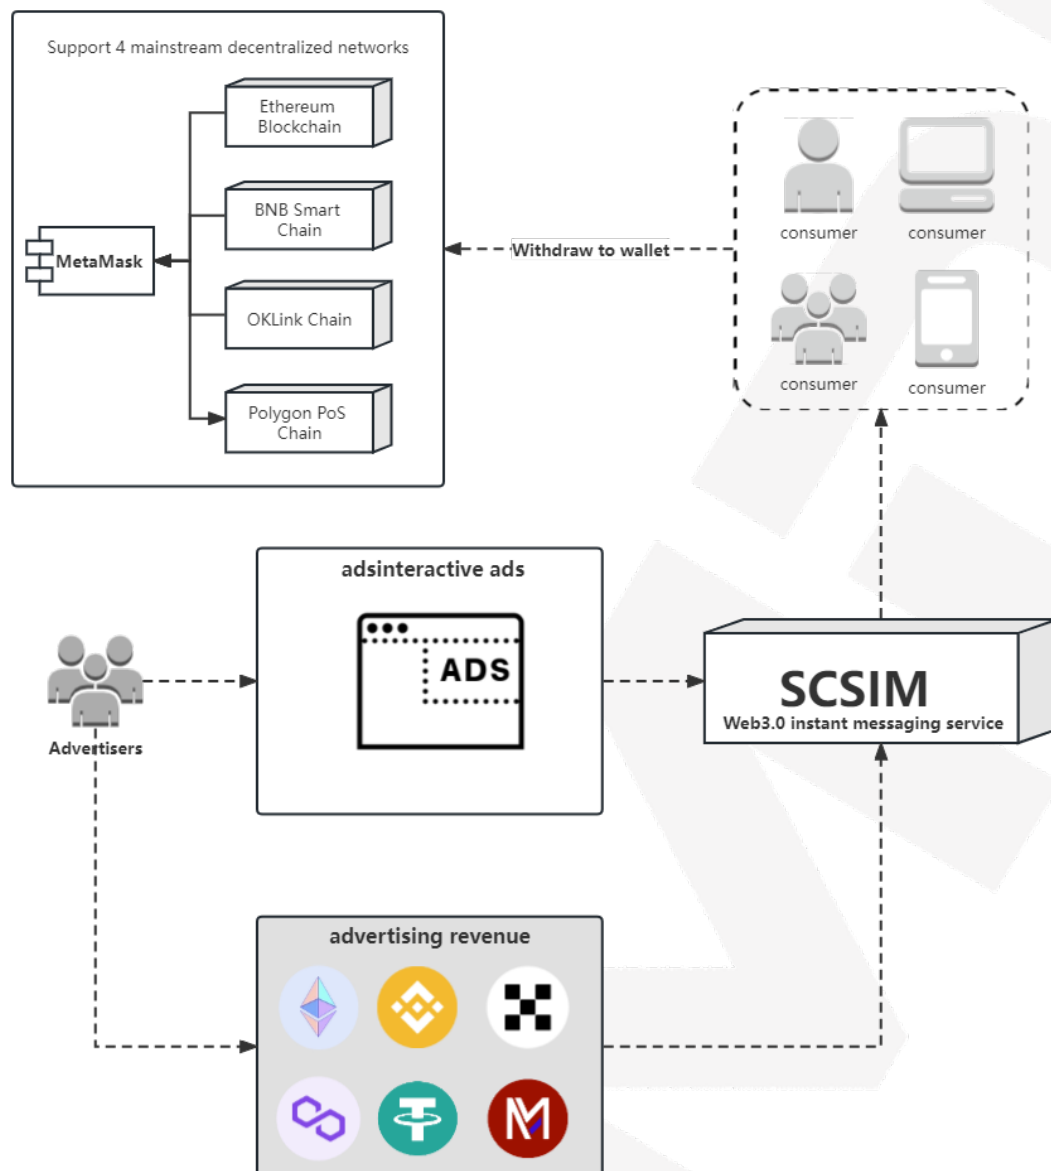 Support 4 mainstream decentralized networks
Ethereum
Blockchain
BNB Smart
Chain
MetaMask
OKLink Chain
Polygon PoS
Chain
Withdraw to wallet
consumer
consumer
consumer
consumer
adsinteractive ads
ADS
Advertisers
SCSIM
Web3.0 instant messaging service
advertising revenue